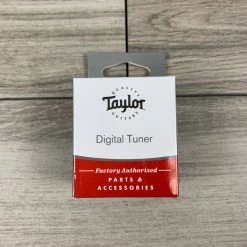 QUALITY
Taylor
GUITARS
Digital Tuner
Factory Authorized
PARTS &
ACCESSORIES